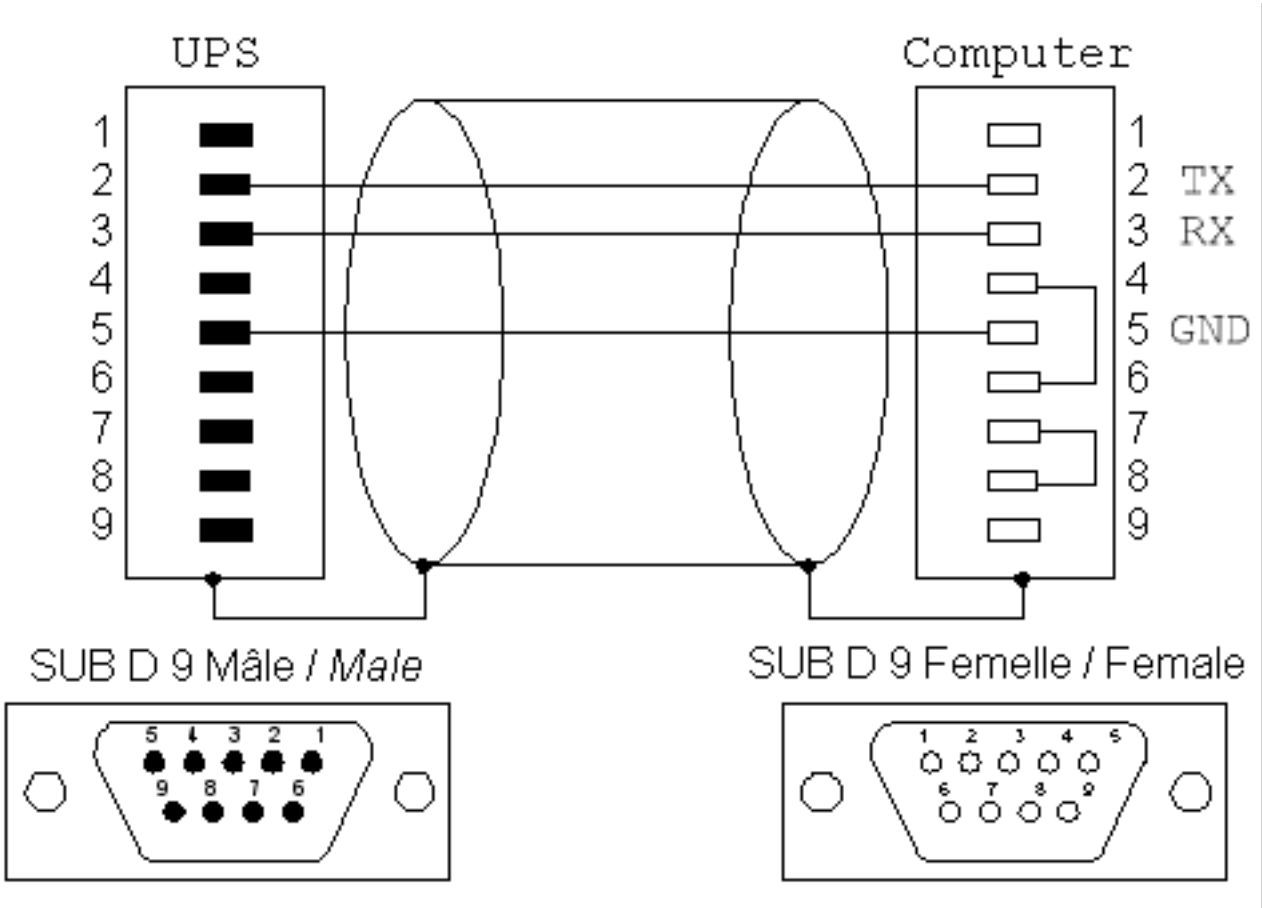 UPS Computer
1 1
2 2 TX
3 3 RX
4 4
5 5 GND
6 6
7 7
8 8
9 9
SUB D 9 Mâle / Male SUB D 9 Femelle / Female
5 4 3 2 1 1 2 3 4 5
9 8 7 6 6 7 8 9